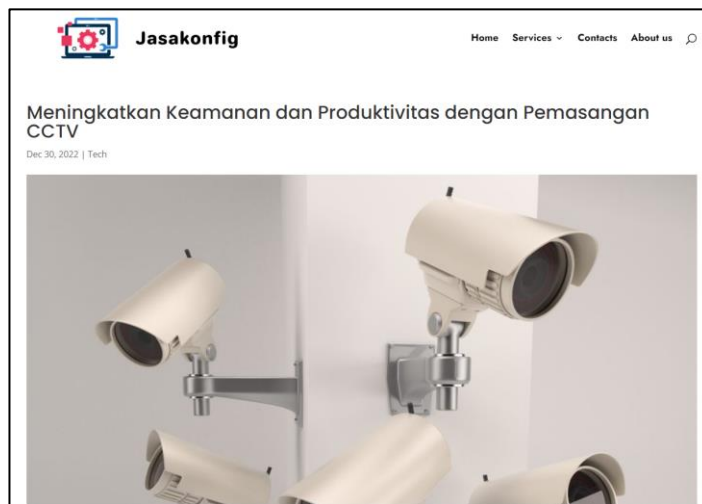 Jasakonfig
Home Services Contacts About us
Meningkatkan Keamanan dan Produktivitas dengan Pemasangan
CCTV
Dec 30, 2022 | Tech